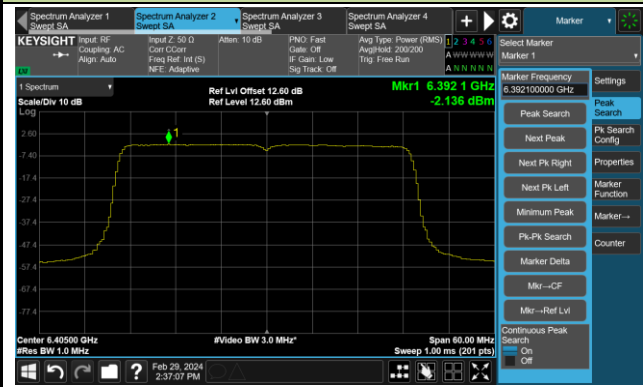 Spectrum Analyzer 1
Swept SA
Spectrum Analyzer 2
Swept SA
Spectrum Analyzer 3
Swept SA
Spectrum Analyzer 4
Swept SA
+
Marker
KEYSIGHT
Input: RF
Coupling: AC
Align: Auto
Input Z: 50 Ω
Corr CCorr
Freq Ref: Int (S)
NFE: Adaptive
Atten: 10 dB
PNO: Fast
Gate: Off
IF Gain: Low
Sig Track: Off
Avg Type: Power (RMS)
Avg|Hold: 200/200
Trig: Free Run
1 2 3 4 5 6
A W W W W W
A N N N N N
LXI
Select Marker
Marker 1
1 Spectrum
Scale/Div 10 dB
Ref Lvl Offset 12.60 dB
Ref Level 12.60 dBm
Mkr1 6.392 1 GHz
-2.136 dBm
Log
1
2.60
-7.40
-17.4
-27.4
-37.4
-47.4
-57.4
-67.4
-77.4
Center 6.40500 GHz
#Res BW 1.0 MHz
#Video BW 3.0 MHz*
Span 60.00 MHz
Sweep 1.00 ms (201 pts)
Marker Frequency
6.392100000 GHz
Peak Search
Next Peak
Next Pk Right
Next Pk Left
Minimum Peak
Pk-Pk Search
Marker Delta
Mkr→CF
Mkr→Ref Lvl
Continuous Peak
Search
On
Off
Settings
Peak
Search
Pk Search
Config
Properties
Marker
Function
Marker→
Counter
?
Feb 29, 2024
2:37:07 PM